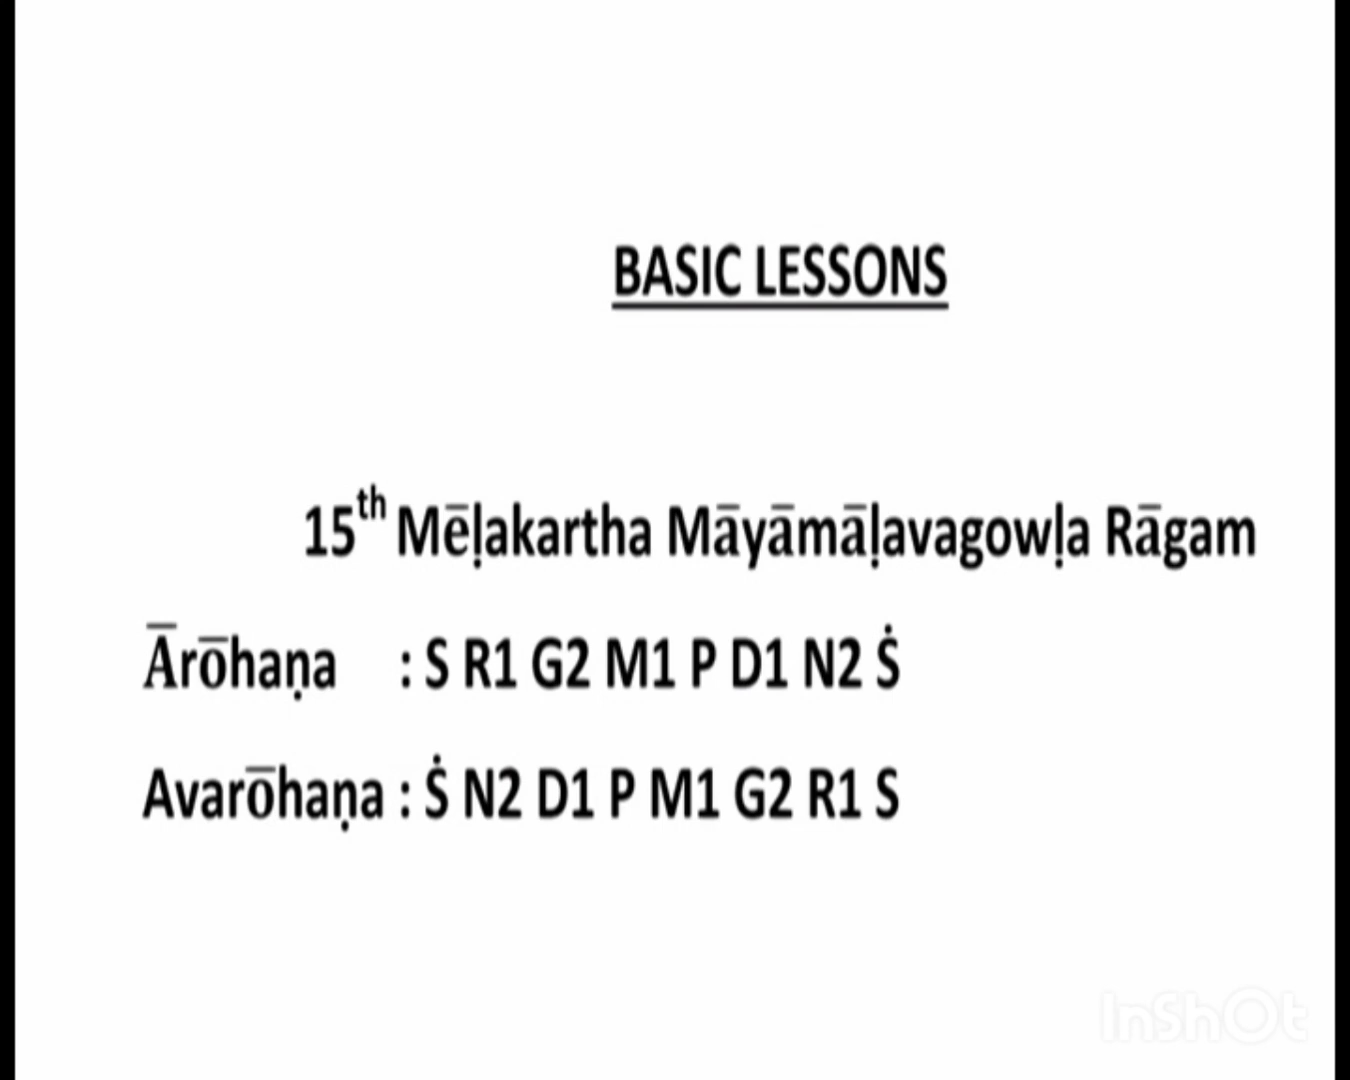 BASIC LESSONS
15th Mēḷakartha Māyāmāḷavagowḷa Rāgam
Ārōhaṇa : S R1 G2 M1 P D1 N2 Ṡ
Avarōhaṇa : Ṡ N2 D1 P M1 G2 R1 S
InShOt